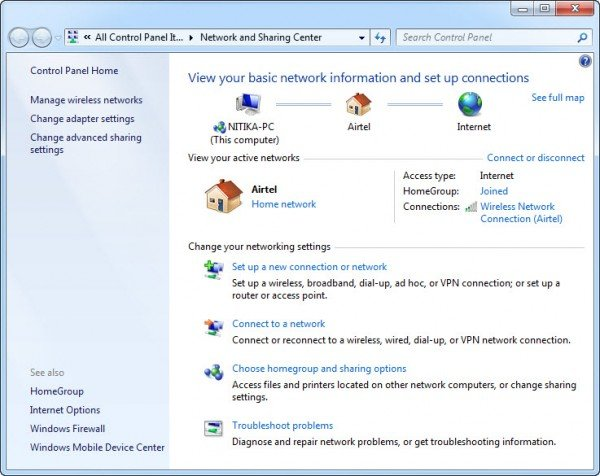 « All Control Panel It... ▸ Network and Sharing Center
Search Control Panel
Control Panel Home
Manage wireless networks
Change adapter settings
Change advanced sharing
settings
See also
HomeGroup
Internet Options
Windows Firewall
Windows Mobile Device Center
View your basic network information and set up connections
See full map
NITIKA-PC
(This computer)
Airtel
Internet
View your active networks
Connect or disconnect
Airtel
Home network
Access type: Internet
HomeGroup: Joined
Connections: Wireless Network
Connection (Airtel)
Change your networking settings
Set up a new connection or network
Set up a wireless, broadband, dial-up, ad hoc, or VPN connection; or set up a
router or access point.
Connect to a network
Connect or reconnect to a wireless, wired, dial-up, or VPN network connection.
Choose homegroup and sharing options
Access files and printers located on other network computers, or change sharing
settings.
Troubleshoot problems
Diagnose and repair network problems, or get troubleshooting information.